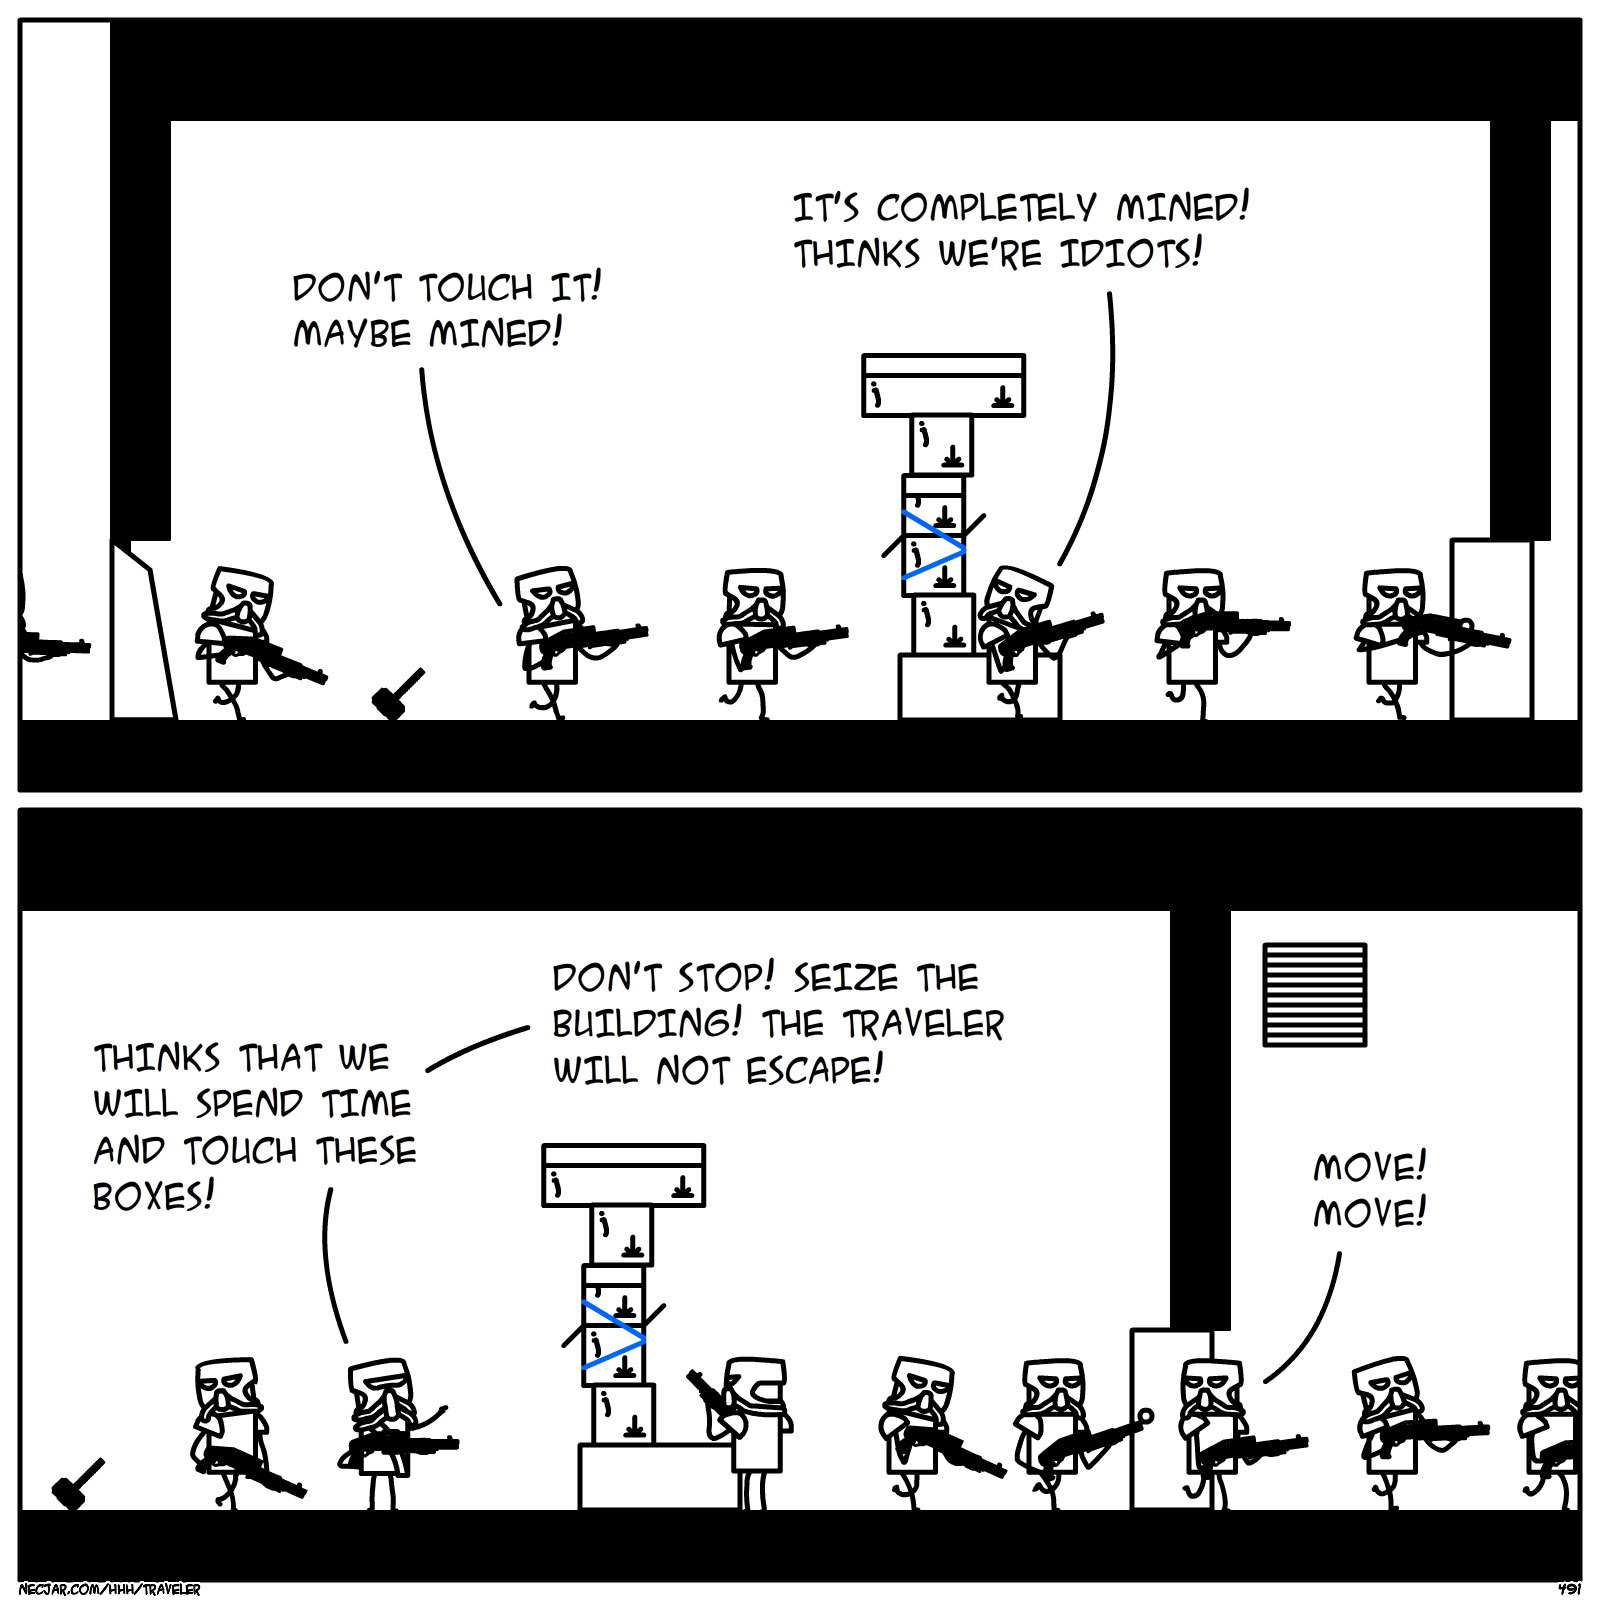 DON'T TOUCH IT!
MAYBE MINED!
IT'S COMPLETELY MINED!
THINKS WE'RE IDIOTS!
THINKS THAT WE
WILL SPEND TIME
AND TOUCH THESE
BOXES!
DON'T STOP! SEIZE THE
BUILDING! THE TRAVELER
WILL NOT ESCAPE!
MOVE!
MOVE!
NECJAR.COM/HHH/TRAVELER
491